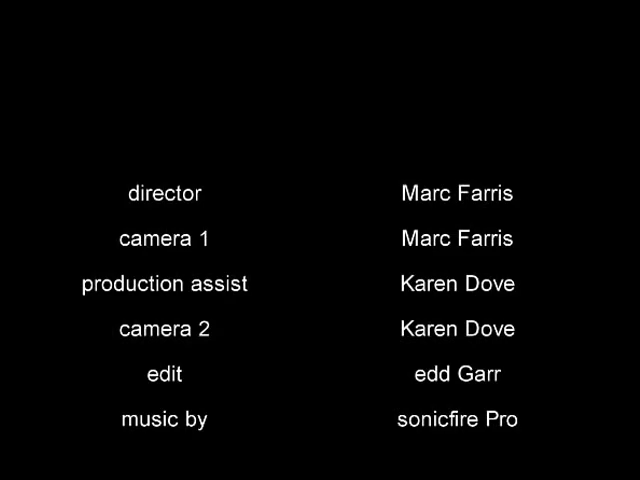 director Marc Farris
camera 1 Marc Farris
production assist Karen Dove
camera 2 Karen Dove
edit edd Garr
music by sonicfire Pro